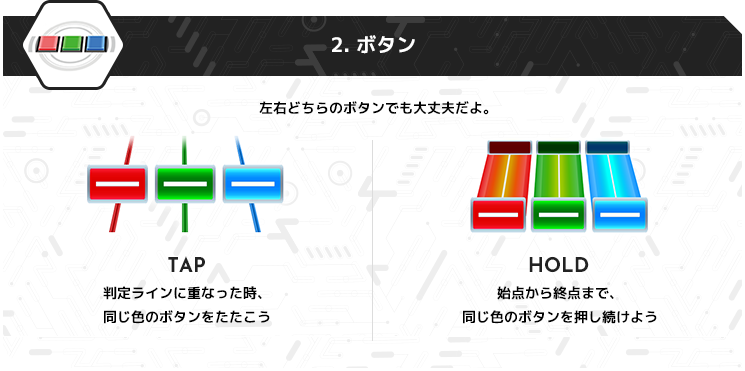 2. ボタン
左右どちらのボタンでも大丈夫だよ。
TAP
判定ラインに重なった時、
同じ色のボタンをたたこう
HOLD
始点から終点まで、
同じ色のボタンを押し続けよう